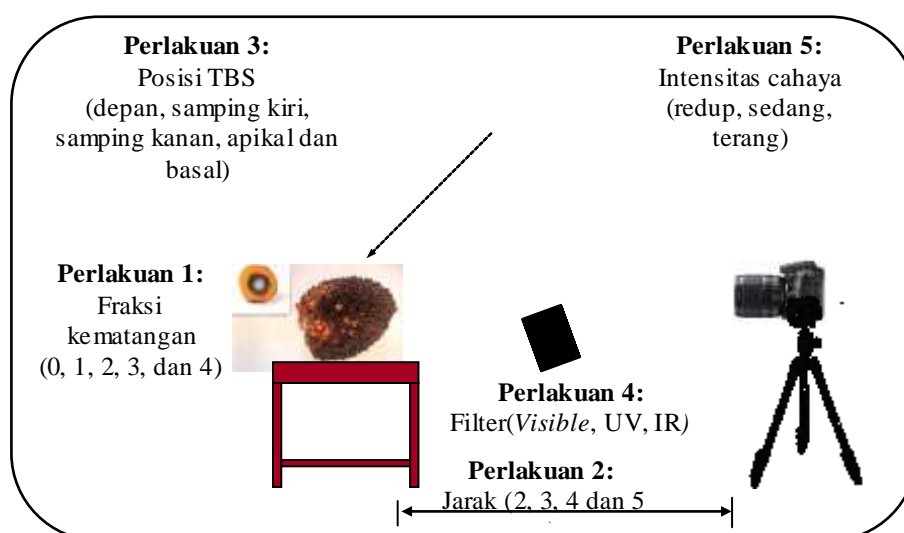 Perlakuan 3:
Posisi TBS
(depan, samping kiri,
samping kanan, apikal dan
basal)
Perlakuan 5:
Intensitas cahaya
(redup, sedang,
terang)
Perlakuan 1:
Fraksi
kematangan
(0, 1, 2, 3, dan 4)
Perlakuan 4:
Filter(Visible, UV, IR)
Perlakuan 2:
Jarak (2, 3, 4 dan 5